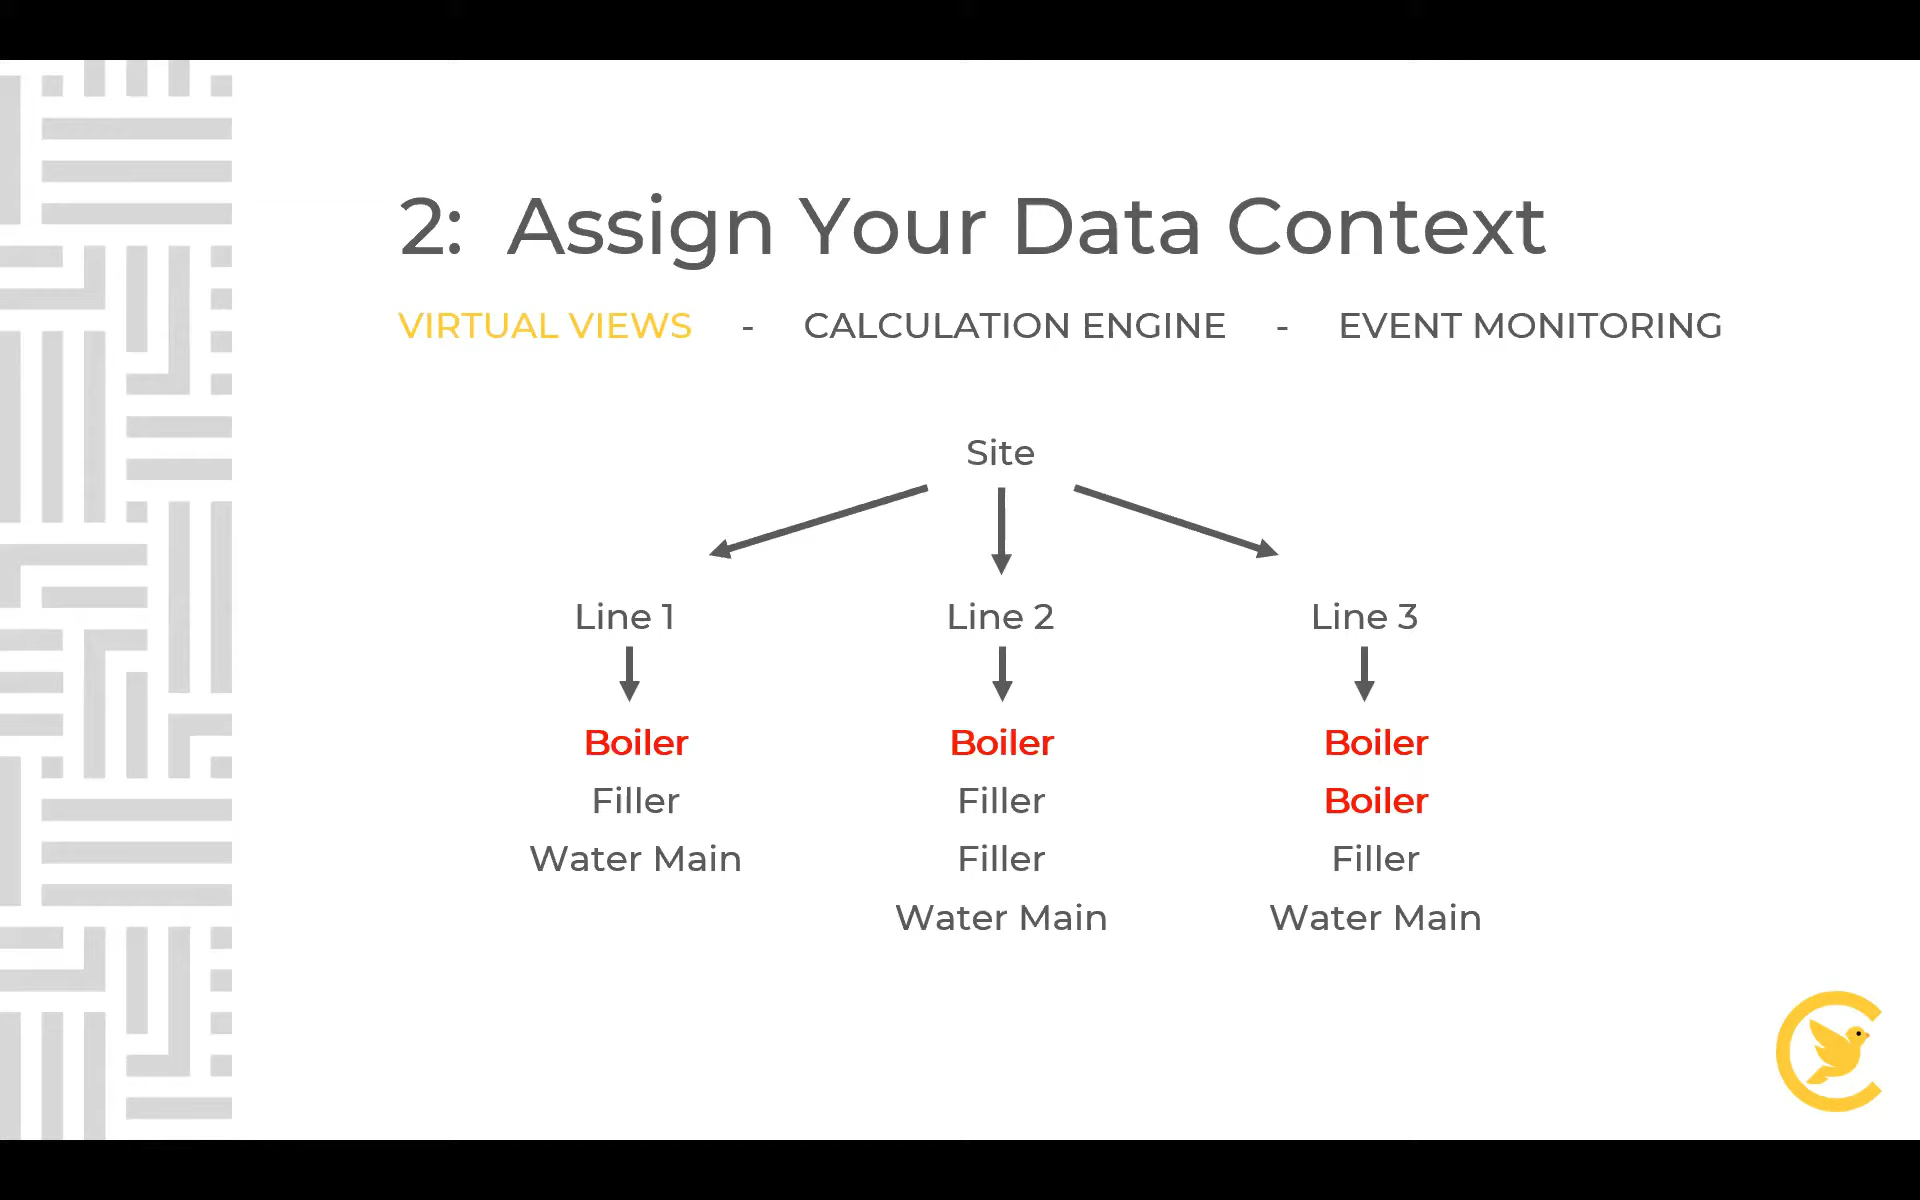 2: Assign Your Data Context
VIRTUAL VIEWS - CALCULATION ENGINE - EVENT MONITORING
Site
Line 1 Line 2 Line 3
Boiler Boiler Boiler
Filler Filler Boiler
Water Main Filler Filler
Water Main Water Main